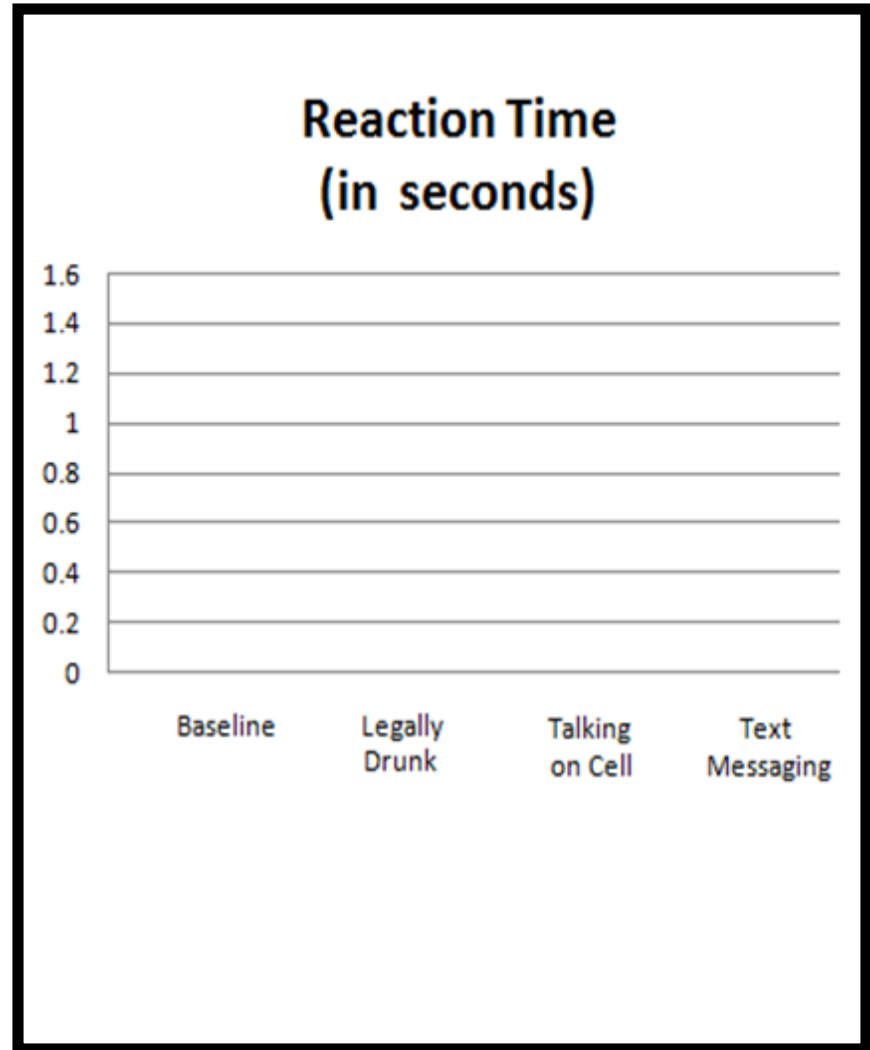 Reaction Time
(in seconds)
1.6
1.4
1.2
1
0.8
0.6
0.4
0.2
0
Baseline
Legally
Drunk
Talking
on Cell
Text
Messaging